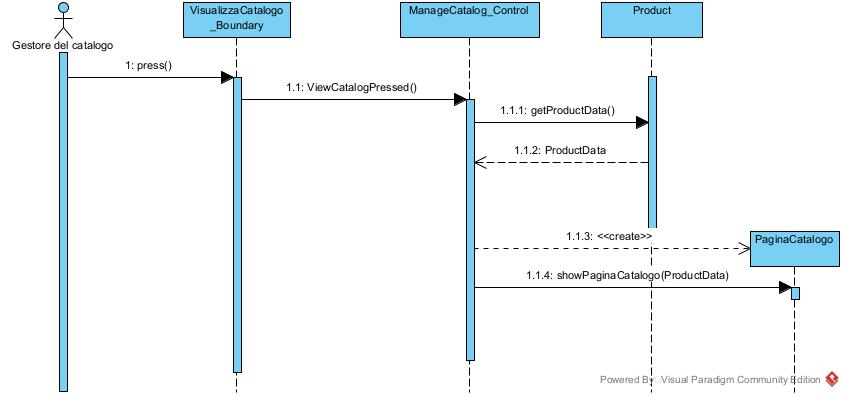 VisualizzaCatalogo
_Boundary
ManageCatalog_Control
Product
Gestore del catalogo
1: press()
1.1: ViewCatalogPressed()
1.1.1: getProductData()
1.1.2: ProductData
1.1.3: <<create>>
PaginaCatalogo
1.1.4: showPaginaCatalogo(ProductData)
Powered By: Visual Paradigm Community Edition